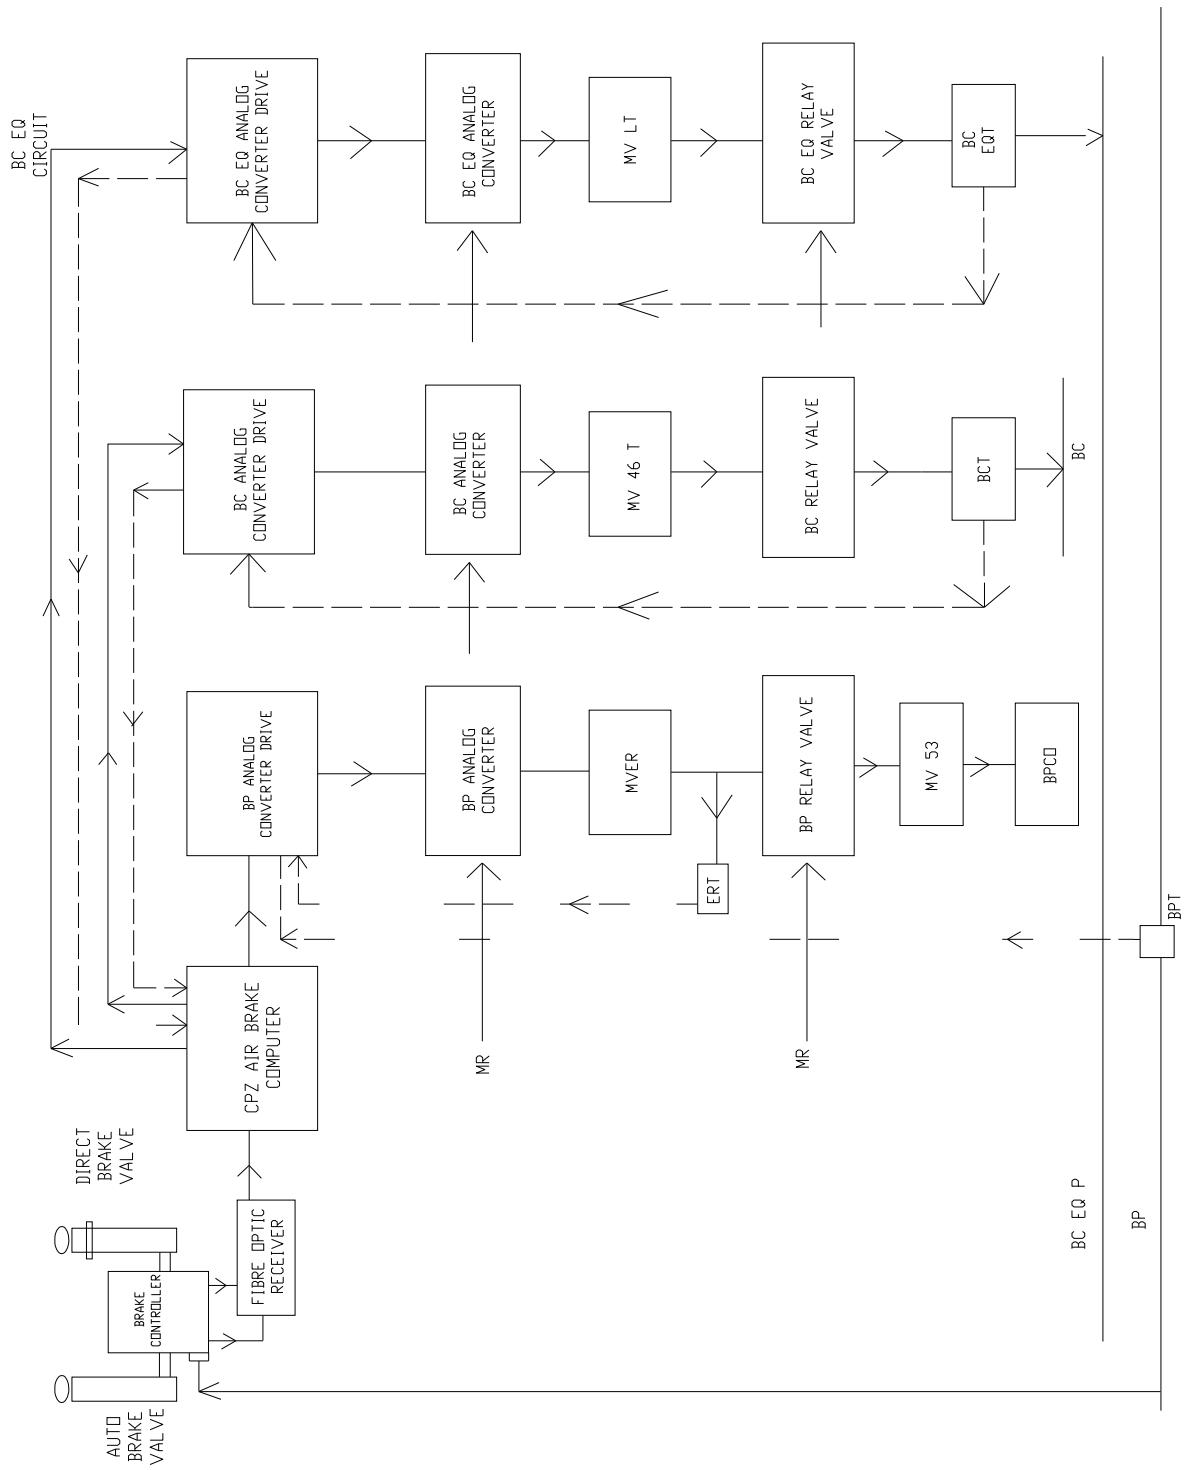 AUTO
BRAKE
VALVE
BRAKE
CONTROLLER
DIRECT
BRAKE
VALVE
FIBRE OPTIC
RECEIVER
CPZ AIR BRAKE
COMPUTER
BC EQ
CIRCUIT
BP ANALOG
CONVERTER DRIVE
BC ANALOG
CONVERTER DRIVE
BC EQ ANALOG
CONVERTER DRIVE
MR
BP ANALOG
CONVERTER
BC ANALOG
CONVERTER
BC EQ ANALOG
CONVERTER
MVER
MV 46 T
MV LT
ERT
MR
BP RELAY VALVE
BC RELAY VALVE
BC EQ RELAY
VALVE
MV 53
BCT
BC
EQT
BPCO
BC
BC EQ P
BP
BPT